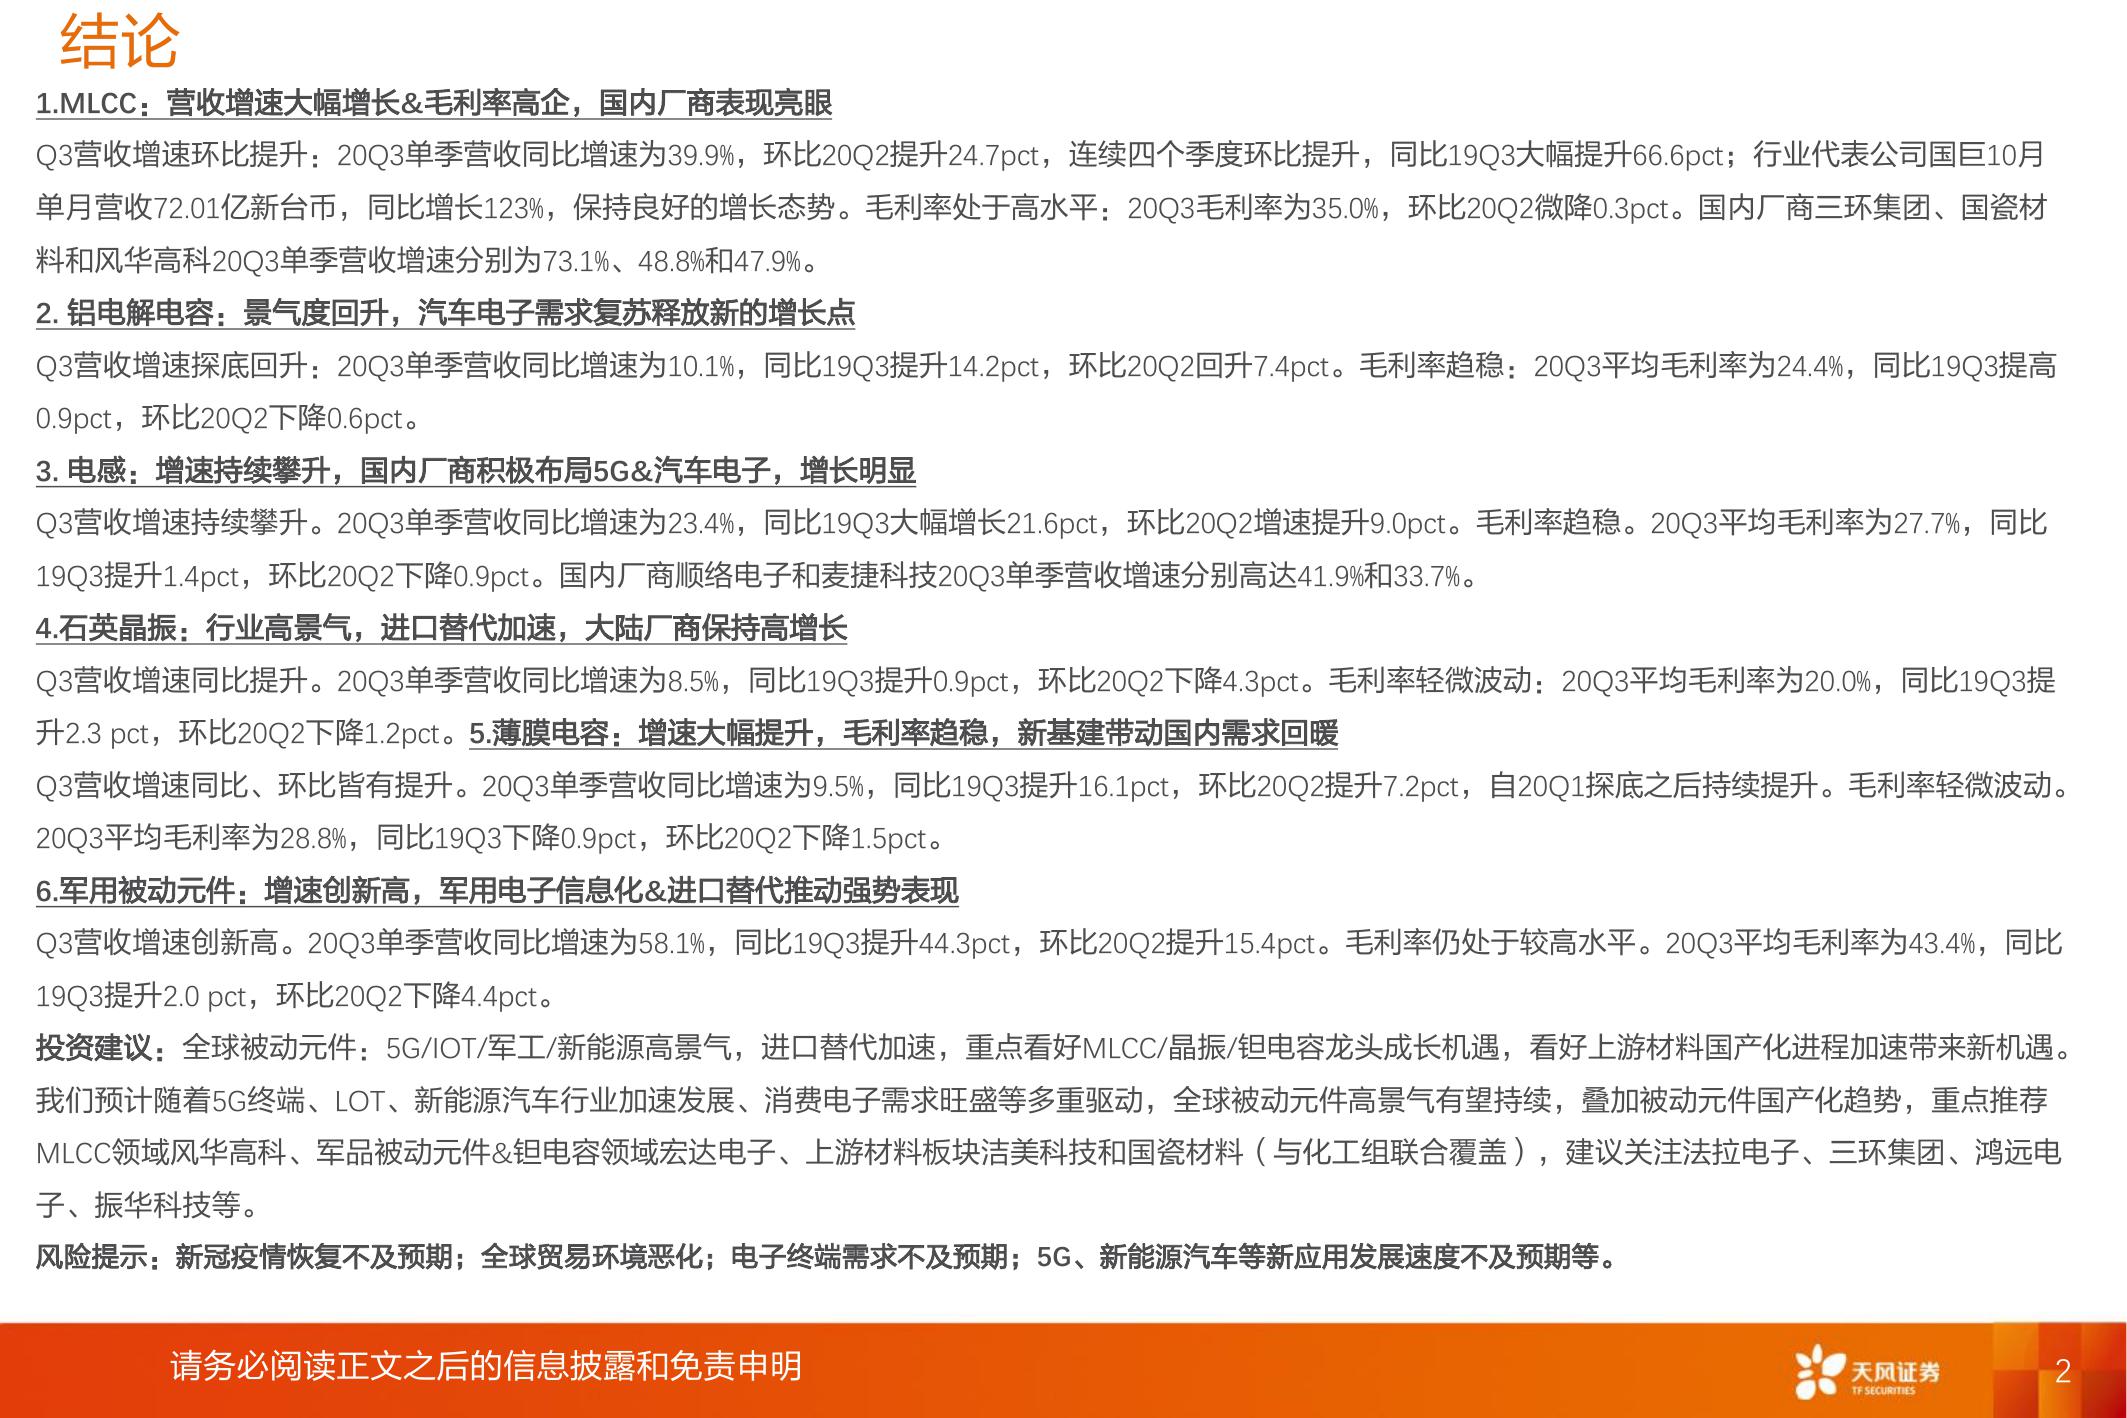 结论
1.MLCC：营收增速大幅增长&毛利率高企，国内厂商表现亮眼
Q3营收增速环比提升：20Q3单季营收同比增速为39.9%，环比20Q2提升24.7pct，连续四个季度环比提升，同比19Q3大幅提升66.6pct；行业代表公司国巨10月
单月营收72.01亿新台币，同比增长123%，保持良好的增长态势。毛利率处于高水平：20Q3毛利率为35.0%，环比20Q2微降0.3pct。国内厂商三环集团、国瓷材
料和风华高科20Q3单季营收增速分别为73.1%、48.8%和47.9%。
2. 铝电解电容：景气度回升，汽车电子需求复苏释放新的增长点
Q3营收增速探底回升：20Q3单季营收同比增速为10.1%，同比19Q3提升14.2pct，环比20Q2回升7.4pct。毛利率趋稳：20Q3平均毛利率为24.4%，同比19Q3提高
0.9pct，环比20Q2下降0.6pct。
3. 电感：增速持续攀升，国内厂商积极布局5G&汽车电子，增长明显
Q3营收增速持续攀升。20Q3单季营收同比增速为23.4%，同比19Q3大幅增长21.6pct，环比20Q2增速提升9.0pct。毛利率趋稳。20Q3平均毛利率为27.7%，同比
19Q3提升1.4pct，环比20Q2下降0.9pct。国内厂商顺络电子和麦捷科技20Q3单季营收增速分别高达41.9%和33.7%。
4.石英晶振：行业高景气，进口替代加速，大陆厂商保持高增长
Q3营收增速同比提升。20Q3单季营收同比增速为8.5%，同比19Q3提升0.9pct，环比20Q2下降4.3pct。毛利率轻微波动：20Q3平均毛利率为20.0%，同比19Q3提
升2.3 pct，环比20Q2下降1.2pct。5.薄膜电容：增速大幅提升，毛利率趋稳，新基建带动国内需求回暖
Q3营收增速同比、环比皆有提升。20Q3单季营收同比增速为9.5%，同比19Q3提升16.1pct，环比20Q2提升7.2pct，自20Q1探底之后持续提升。毛利率轻微波动。
20Q3平均毛利率为28.8%，同比19Q3下降0.9pct，环比20Q2下降1.5pct。
6.军用被动元件：增速创新高，军用电子信息化&进口替代推动强势表现
Q3营收增速创新高。20Q3单季营收同比增速为58.1%，同比19Q3提升44.3pct，环比20Q2提升15.4pct。毛利率仍处于较高水平。20Q3平均毛利率为43.4%，同比
19Q3提升2.0 pct，环比20Q2下降4.4pct。
投资建议：全球被动元件：5G/IOT/军工/新能源高景气，进口替代加速，重点看好MLCC/晶振/钽电容龙头成长机遇，看好上游材料国产化进程加速带来新机遇。
我们预计随着5G终端、LOT、新能源汽车行业加速发展、消费电子需求旺盛等多重驱动，全球被动元件高景气有望持续，叠加被动元件国产化趋势，重点推荐
MLCC领域风华高科、军品被动元件&钽电容领域宏达电子、上游材料板块洁美科技和国瓷材料（与化工组联合覆盖），建议关注法拉电子、三环集团、鸿远电
子、振华科技等。
风险提示：新冠疫情恢复不及预期；全球贸易环境恶化；电子终端需求不及预期；5G、新能源汽车等新应用发展速度不及预期等。
请务必阅读正文之后的信息披露和免责申明
天风证券
TF SECURITIES
2